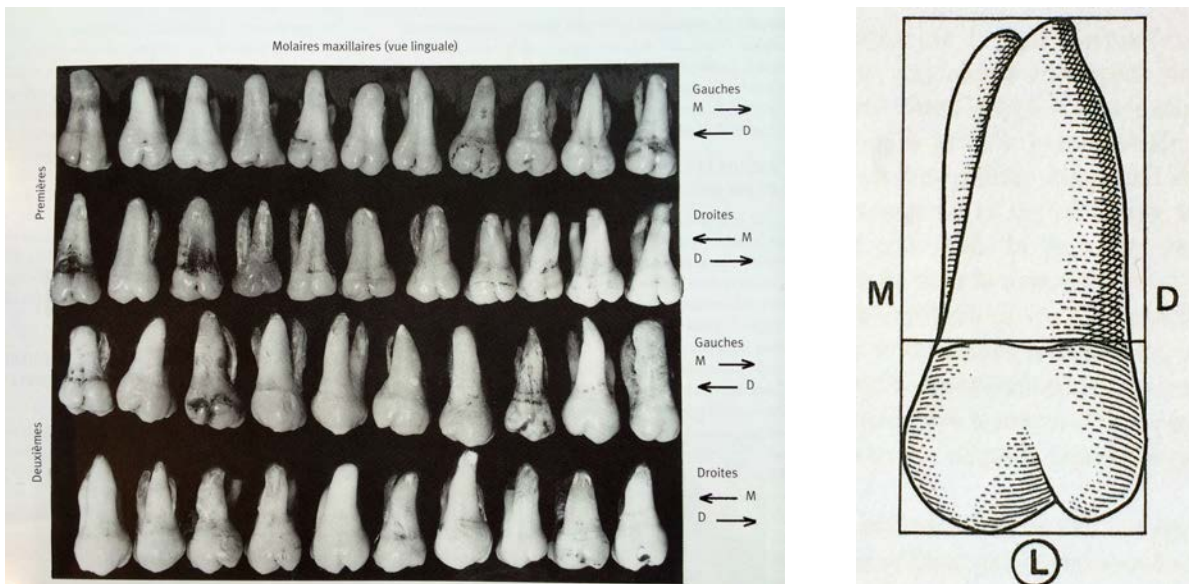 Molaires maxillaires (vue linguale)
Premières
Gauches
M →
← D
Droites
← M
D →
Deuxièmes
Gauches
M →
← D
Droites
← M
D →
M
D
L